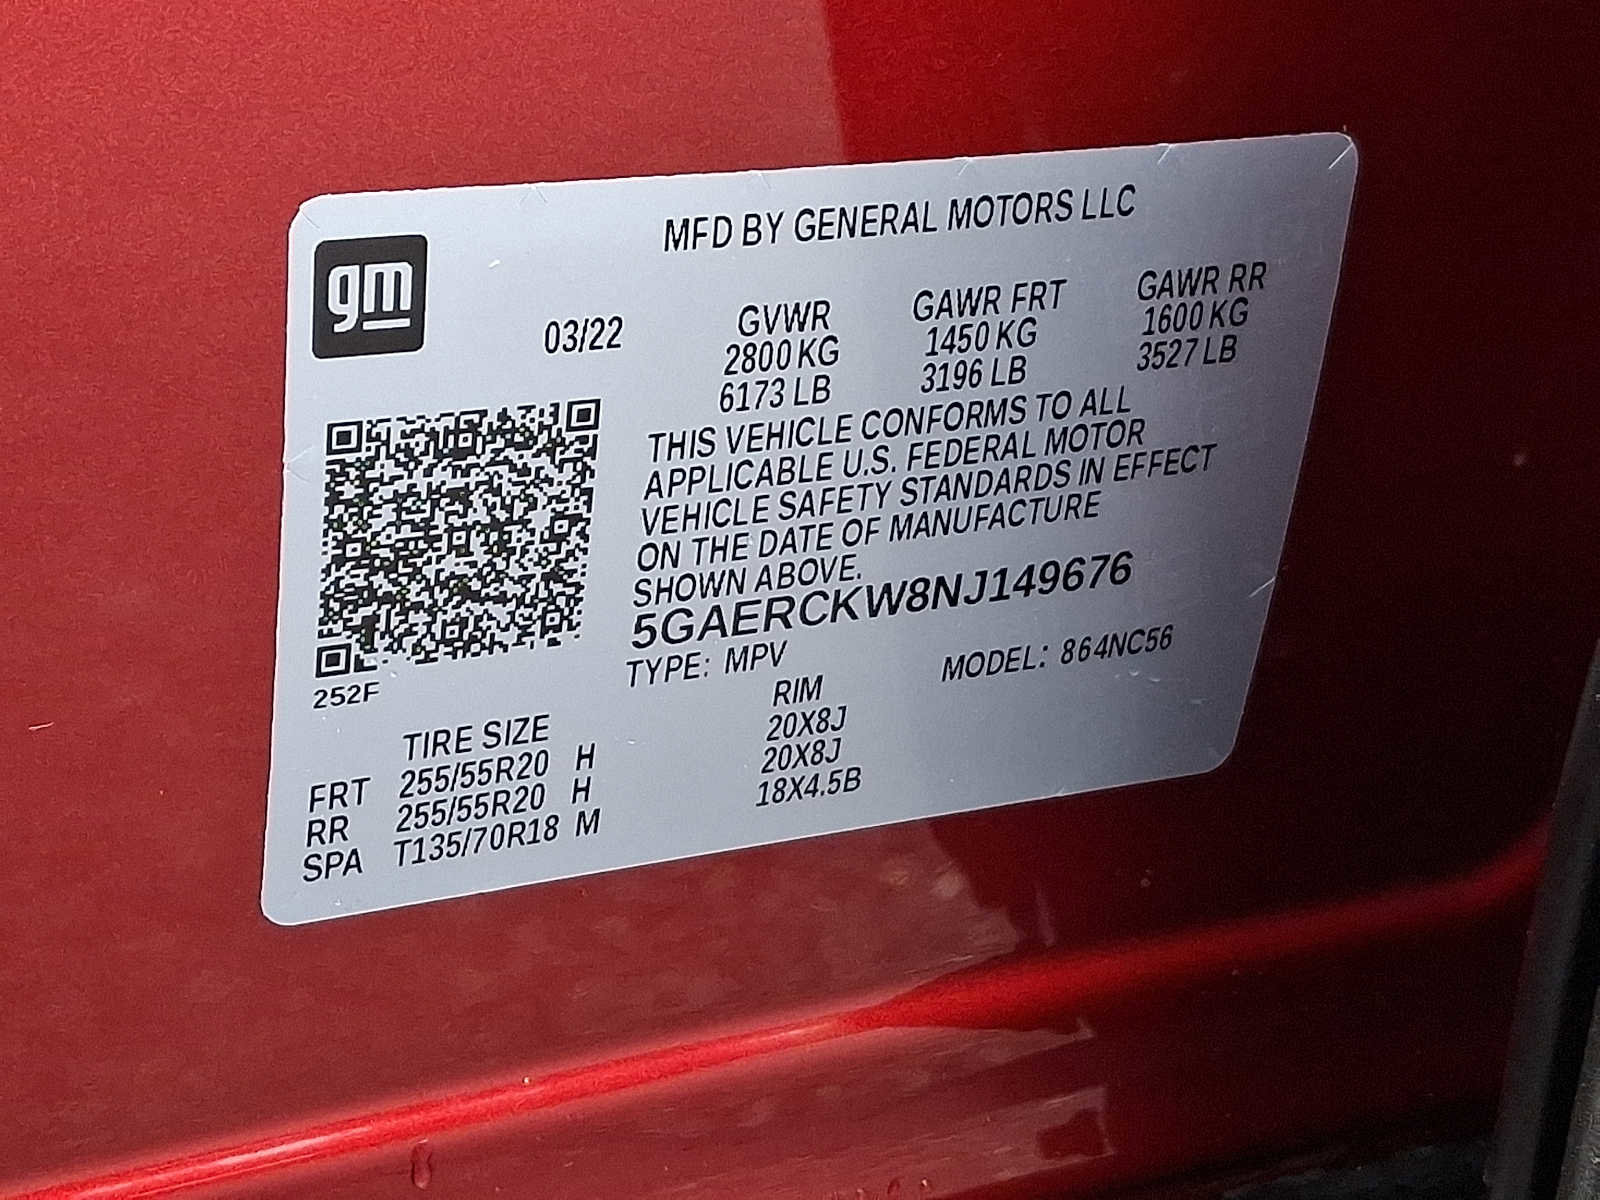 MFD BY GENERAL MOTORS LLC
gm
03/22 GVWR GAWR FRT GAWR RR
2800 KG 1450 KG 1600 KG
6173 LB 3196 LB 3527 LB
THIS VEHICLE CONFORMS TO ALL
APPLICABLE U.S. FEDERAL MOTOR
VEHICLE SAFETY STANDARDS IN EFFECT
ON THE DATE OF MANUFACTURE
SHOWN ABOVE.
5GAERCKW8NJ149676
TYPE: MPV MODEL: 864NC56
252F
TIRE SIZE RIM
FRT 255/55R20 H 20X8J
RR 255/55R20 H 20X8J
SPA T135/70R18 M 18X4.5B